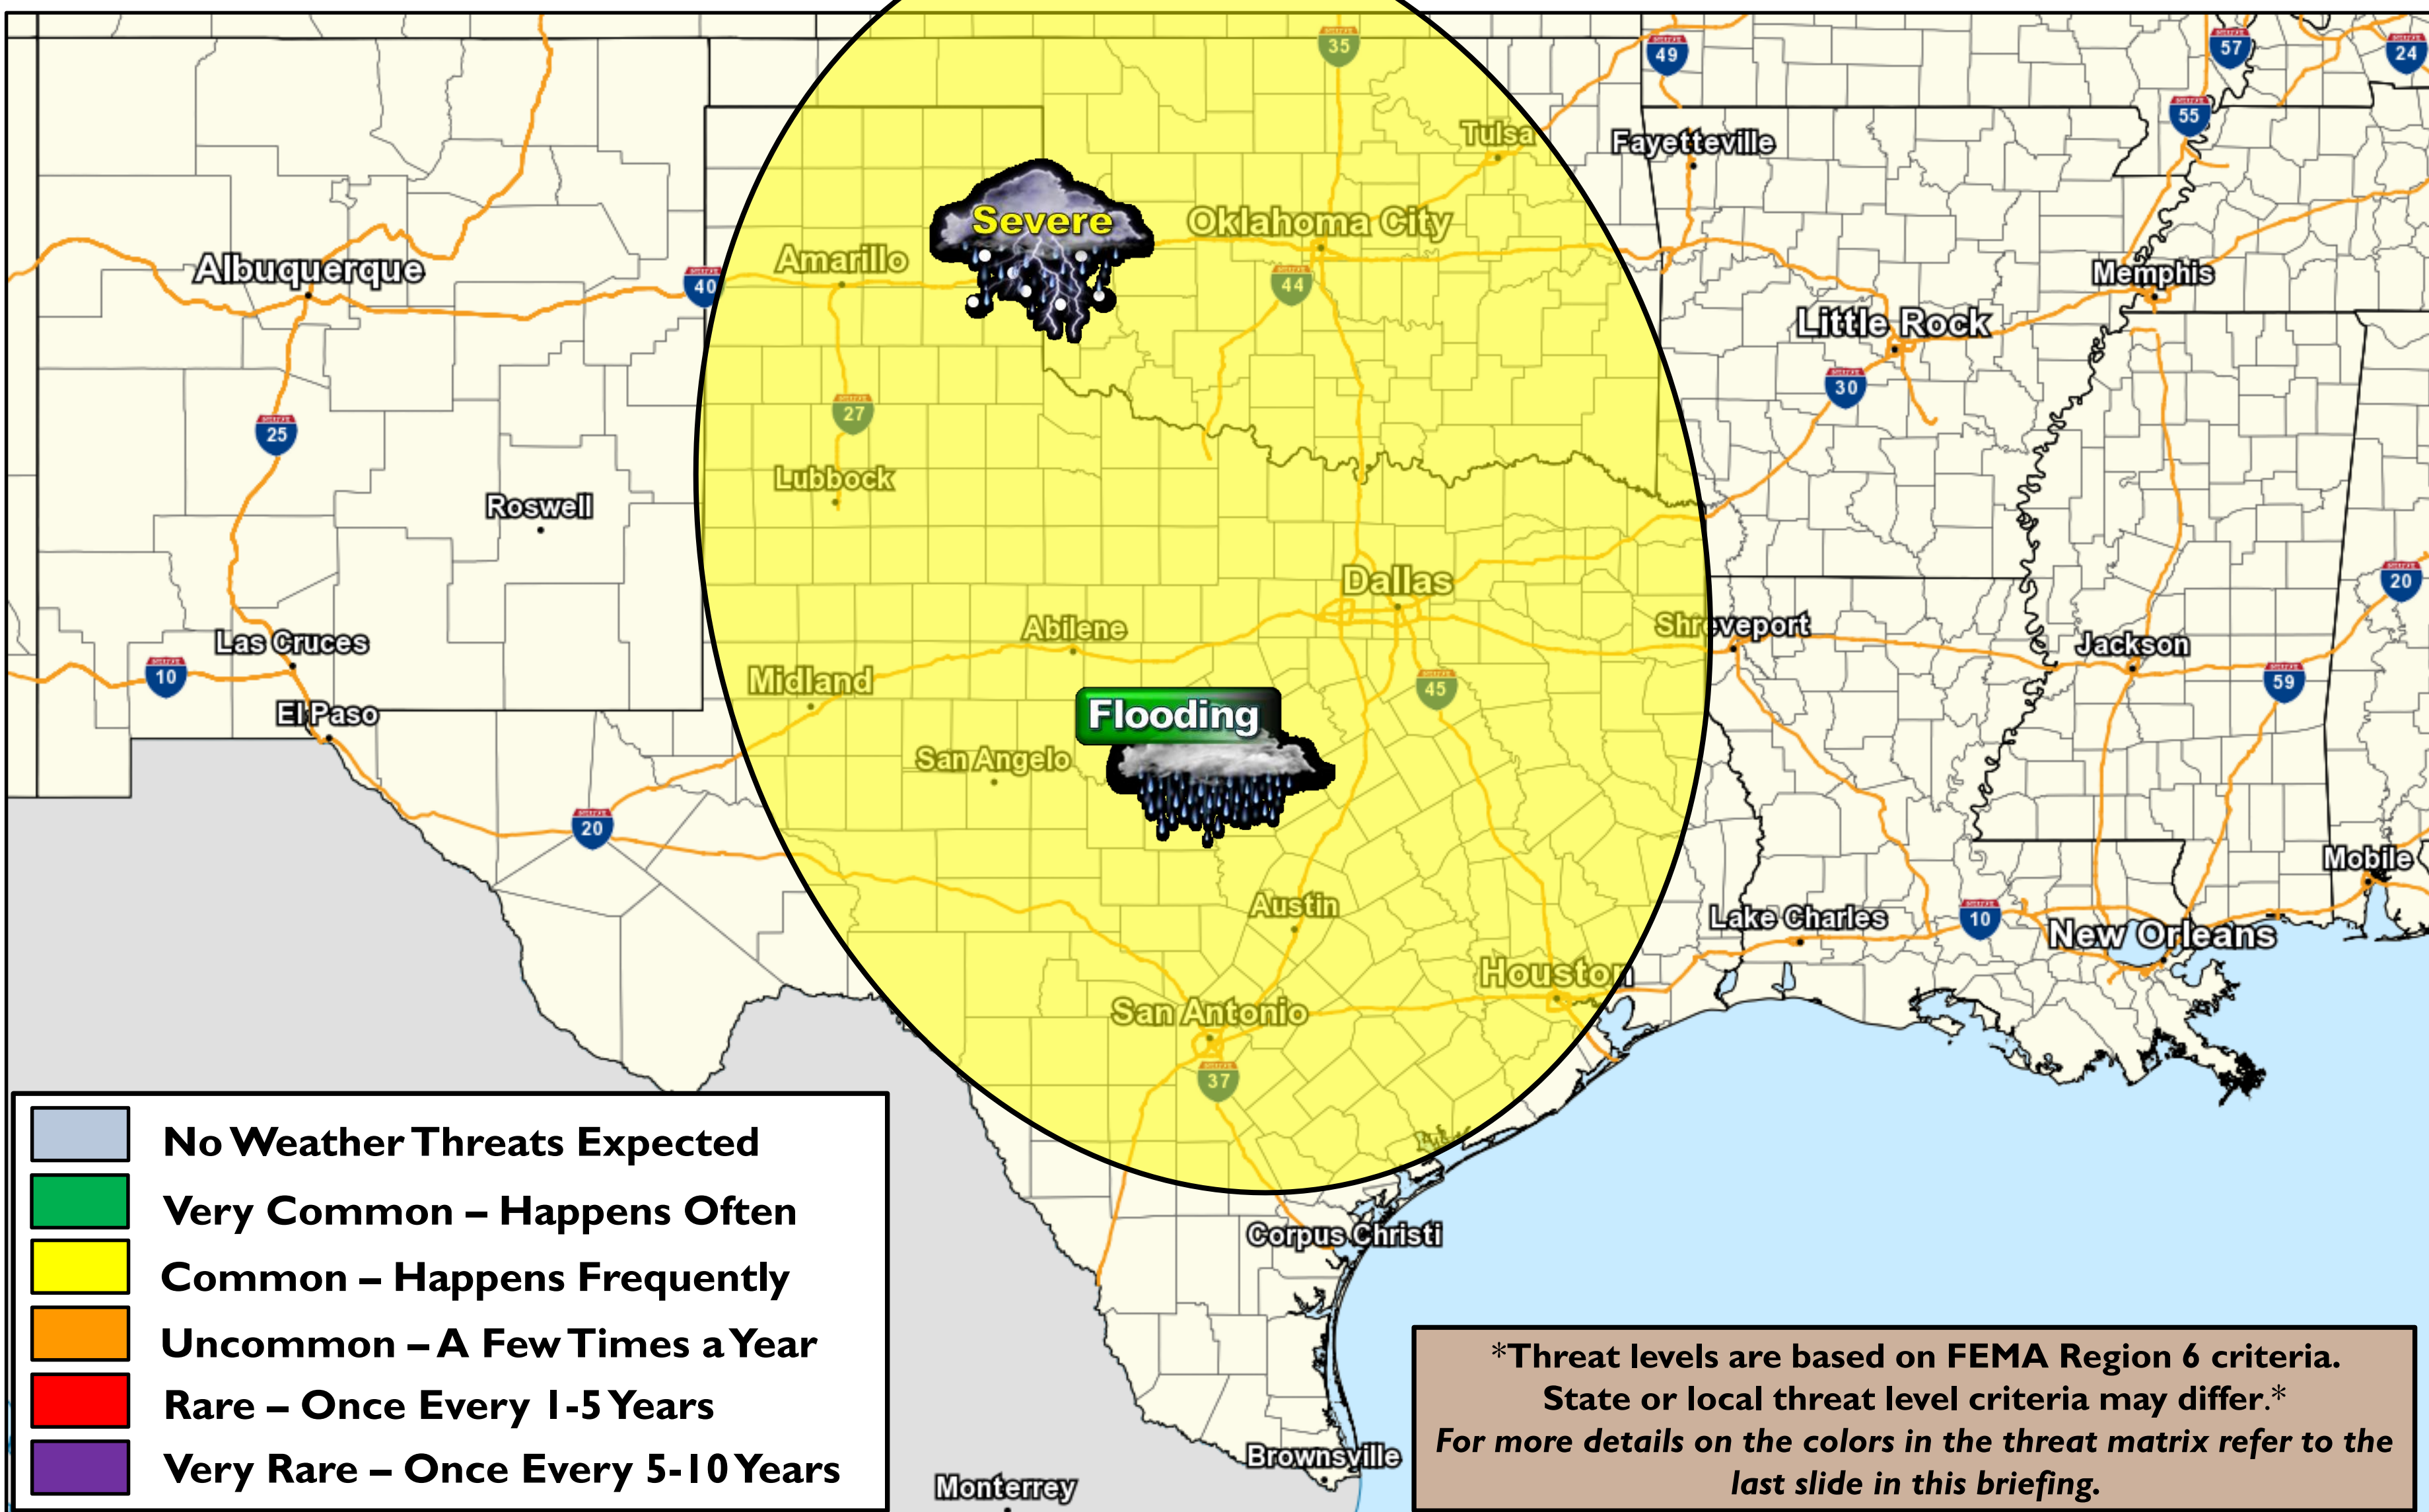 35
49
57
24
55
Tulsa
Fayetteville
Severe
Oklahoma City
Amarillo
Albuquerque
40
44
Memphis
Little Rock
30
27
25
Lubbock
Roswell
Dallas
20
Abilene
Shreveport
Las Cruces
Jackson
10
Midland
45
59
El Paso
Flooding
San Angelo
20
Mobile
Austin
Lake Charles
10
New Orleans
Houston
San Antonio
37
Corpus Christi
Brownsville
Monterrey
No Weather Threats Expected
Very Common – Happens Often
Common – Happens Frequently
Uncommon – A Few Times a Year
Rare – Once Every 1-5 Years
Very Rare – Once Every 5-10 Years
*Threat levels are based on FEMA Region 6 criteria.
State or local threat level criteria may differ.*
For more details on the colors in the threat matrix refer to the
last slide in this briefing.